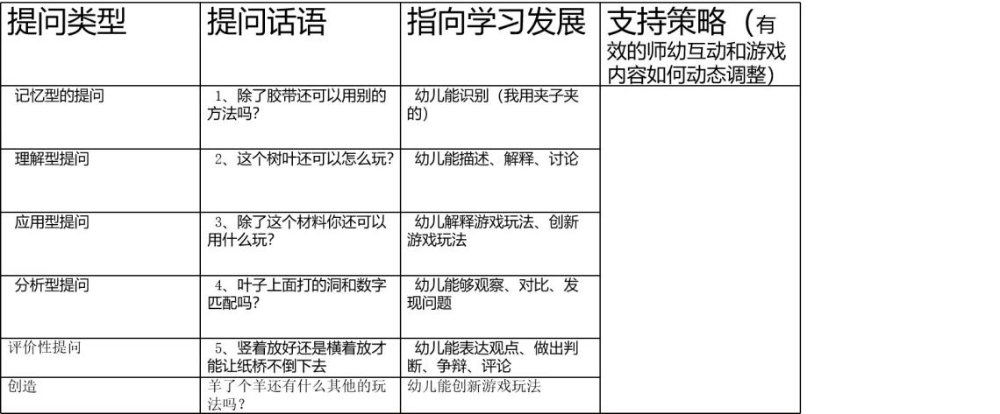 提问类型
提问话语
指向学习发展
支持策略（有
效的师幼互动和游戏
内容如何动态调整）
记忆型的提问
1、除了胶带还可以用别的
方法吗？
幼儿能识别（我用夹子夹
的）
理解型提问
2、这个树叶还可以怎么玩？
幼儿能描述、解释、讨论
应用型提问
3、除了这个材料你还可以
用什么玩？
幼儿解释游戏玩法、创新
游戏玩法
分析型提问
4、叶子上面打的洞和数字
匹配吗？
幼儿能够观察、对比、发
现问题
评价性提问
5、竖着放好还是横着放才
能让纸桥不倒下去
幼儿能表达观点、做出判
断、争辩、评论
创造
羊了个羊还有什么其他的玩
法吗？
幼儿能创新游戏玩法